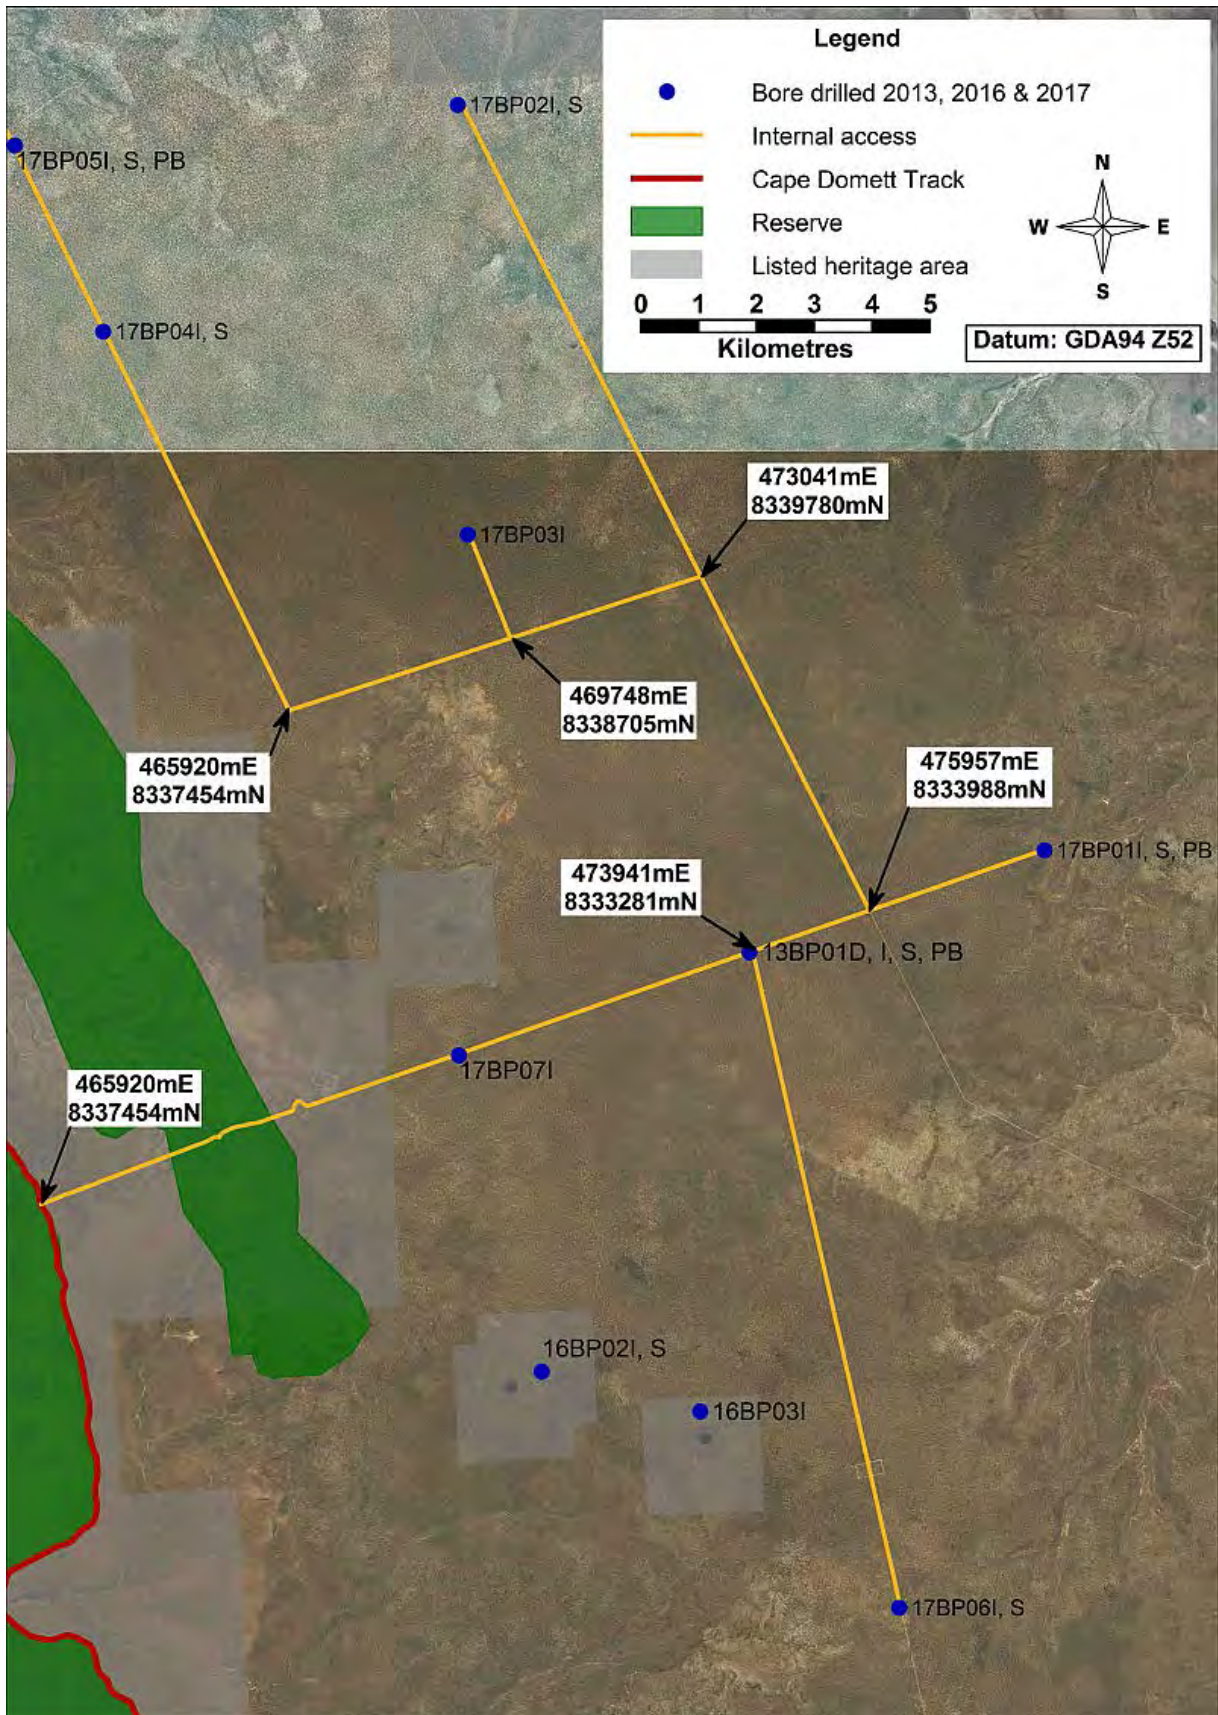 Legend
Bore drilled 2013, 2016 & 2017
Internal access
Cape Domett Track
Reserve
Listed heritage area
N
W
E
S
0 1 2 3 4 5
Kilometres
Datum: GDA94 Z52
17BP02I, S
17BP05I, S, PB
17BP04I, S
473041mE
8339780mN
17BP03I
469748mE
8338705mN
465920mE
8337454mN
475957mE
8333988mN
17BP01I, S, PB
473941mE
8333281mN
13BP01D, I, S, PB
17BP07I
465920mE
8337454mN
16BP02I, S
16BP03I
17BP06I, S